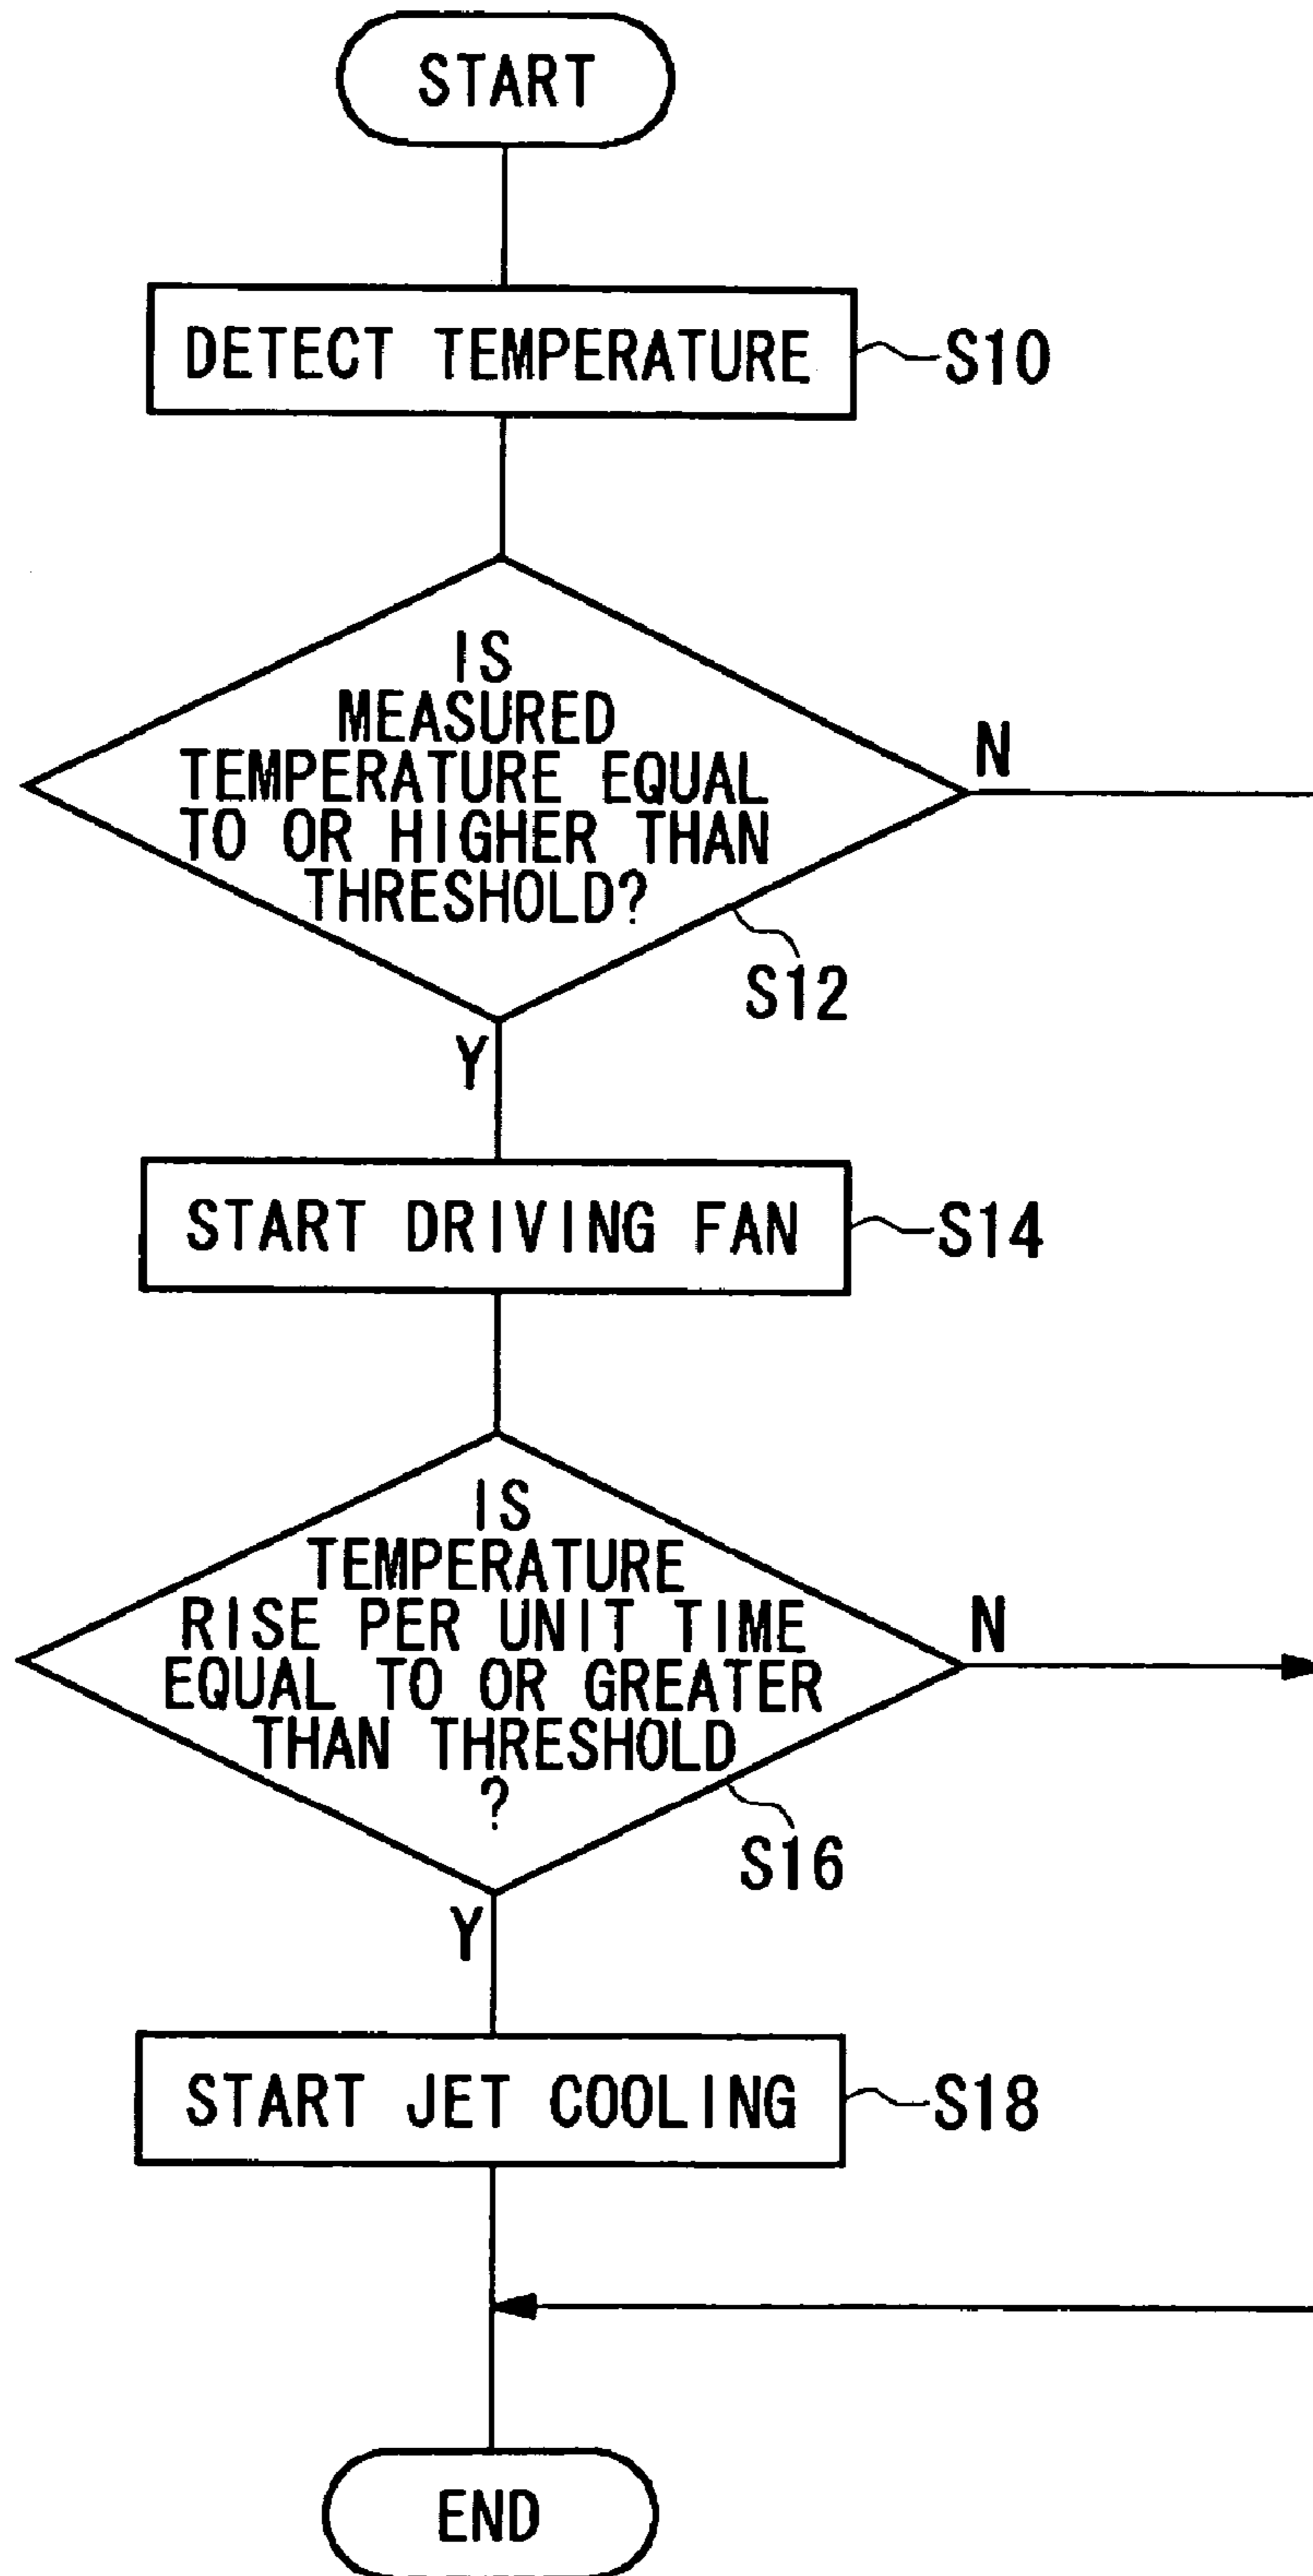 START
DETECT TEMPERATURE
S10
IS
MEASURED
TEMPERATURE EQUAL
TO OR HIGHER THAN
THRESHOLD?
N
S12
Y
START DRIVING FAN
S14
IS
TEMPERATURE
RISE PER UNIT TIME
EQUAL TO OR GREATER
THAN THRESHOLD
?
N
S16
Y
START JET COOLING
S18
END